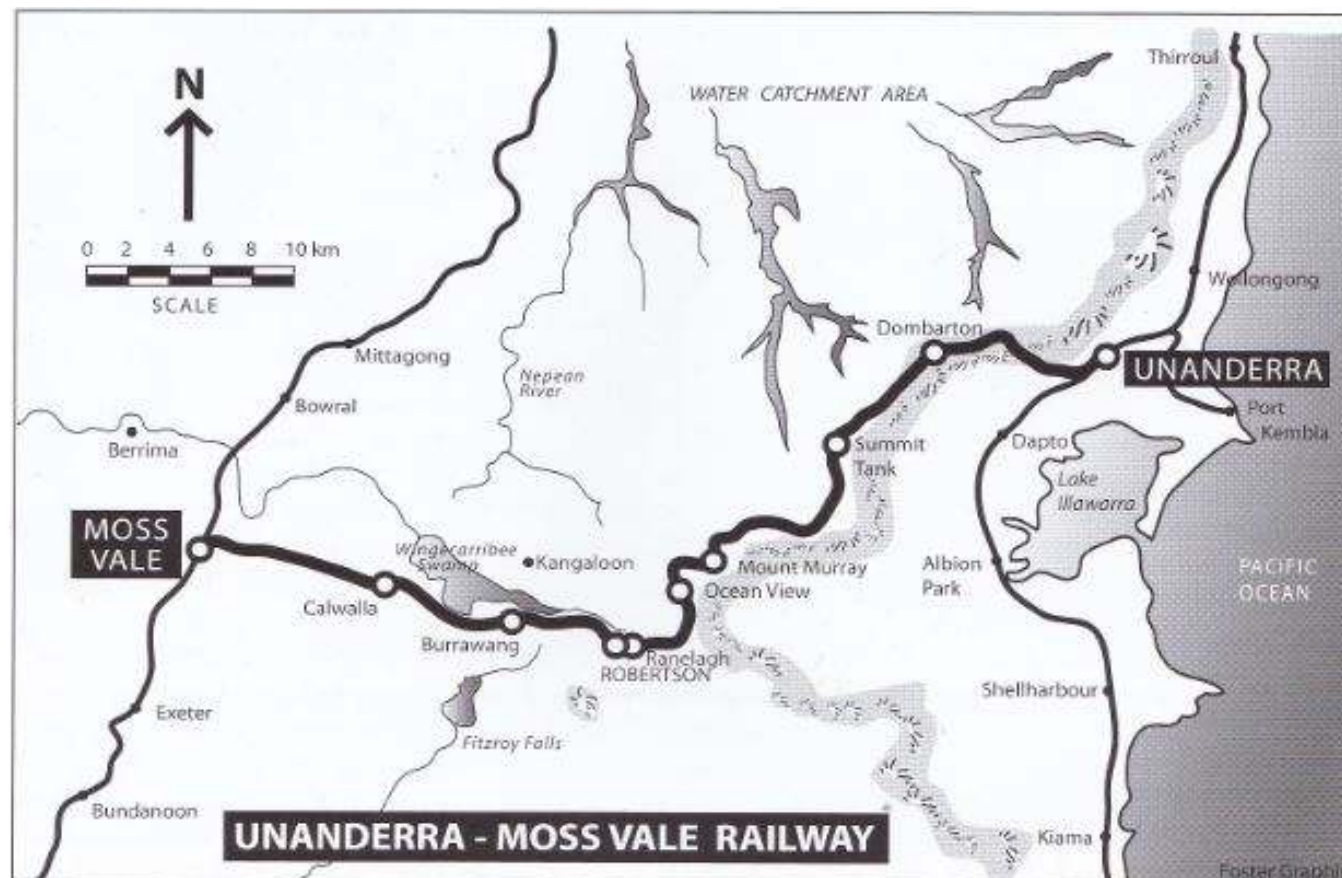 Thirroul
N
WATER CATCHMENT AREA
0 2 4 6 8 10 km
SCALE
Wollongong
Dombarton
Mittagong
UNANDERRA
Nepean
River
Bowral
Port
Kembla
Berrima
Summit
Tank
Dapto
Lake
Illawarra
MOSS
VALE
Wingecarribee
Swamp
Kangaloon
Mount Murray
Albion
Park
PACIFIC
OCEAN
Ocean View
Calwalla
Burrawang
Ranelagh
ROBERTSON
Shellharbour
Exeter
Fitzroy Falls
Bundanoon
UNANDERRA - MOSS VALE RAILWAY
Kiama
Foster Graphi